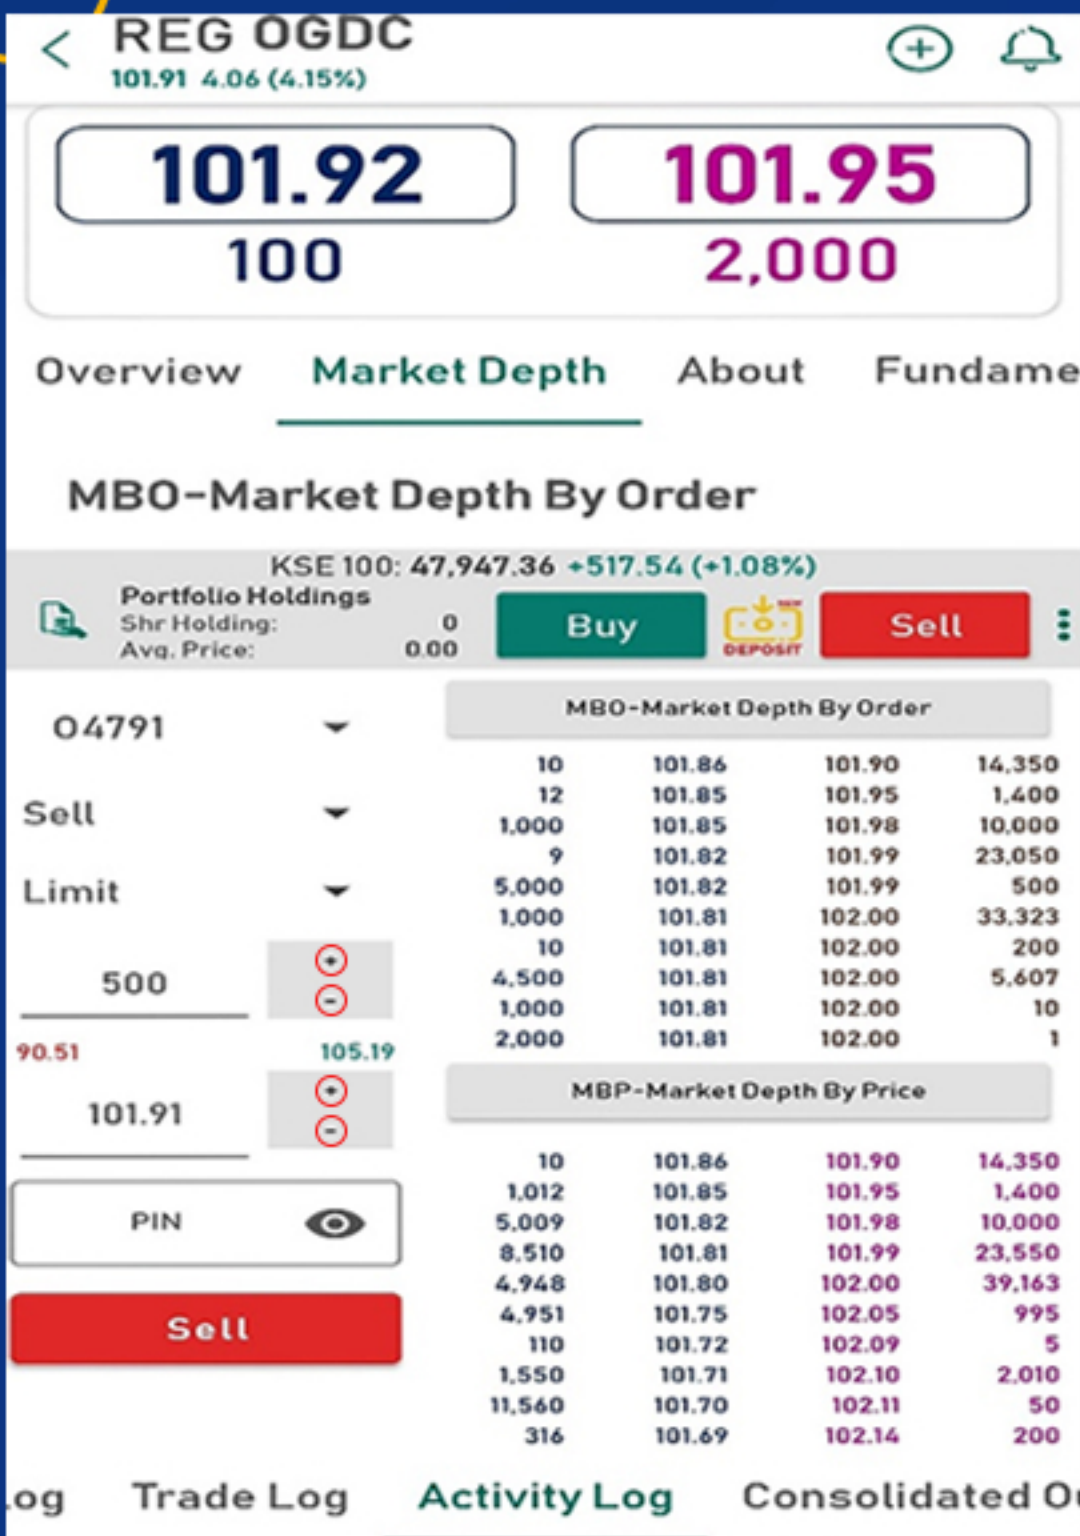 REG OGDC
101.91 4.06 (4.15%)
101.92 101.95
100 2,000
Overview Market Depth About Fundame
MBO-Market Depth By Order
KSE 100: 47,947.36 +517.54 (+1.08%)
Portfolio Holdings
Shr Holding: 0
Avg. Price: 0.00
Buy
DEPOSIT
Sell
04791
Sell
Limit
500
+
-
90.51 105.19
101.91
+
-
PIN
Sell
MBO-Market Depth By Order
10 101.86 101.90 14,350
12 101.85 101.95 1,400
1,000 101.85 101.98 10,000
9 101.82 101.99 23,050
5,000 101.82 101.99 500
1,000 101.81 102.00 33,323
10 101.81 102.00 200
4,500 101.81 102.00 5,607
1,000 101.81 102.00 10
2,000 101.81 102.00 1
MBP-Market Depth By Price
10 101.86 101.90 14,350
1,012 101.85 101.95 1,400
5,009 101.82 101.98 10,000
8,510 101.81 101.99 23,550
4,948 101.80 102.00 39,163
4,951 101.75 102.05 995
110 101.72 102.09 5
1,550 101.71 102.10 2,010
11,560 101.70 102.11 50
316 101.69 102.14 200
og Trade Log Activity Log Consolidated Ou